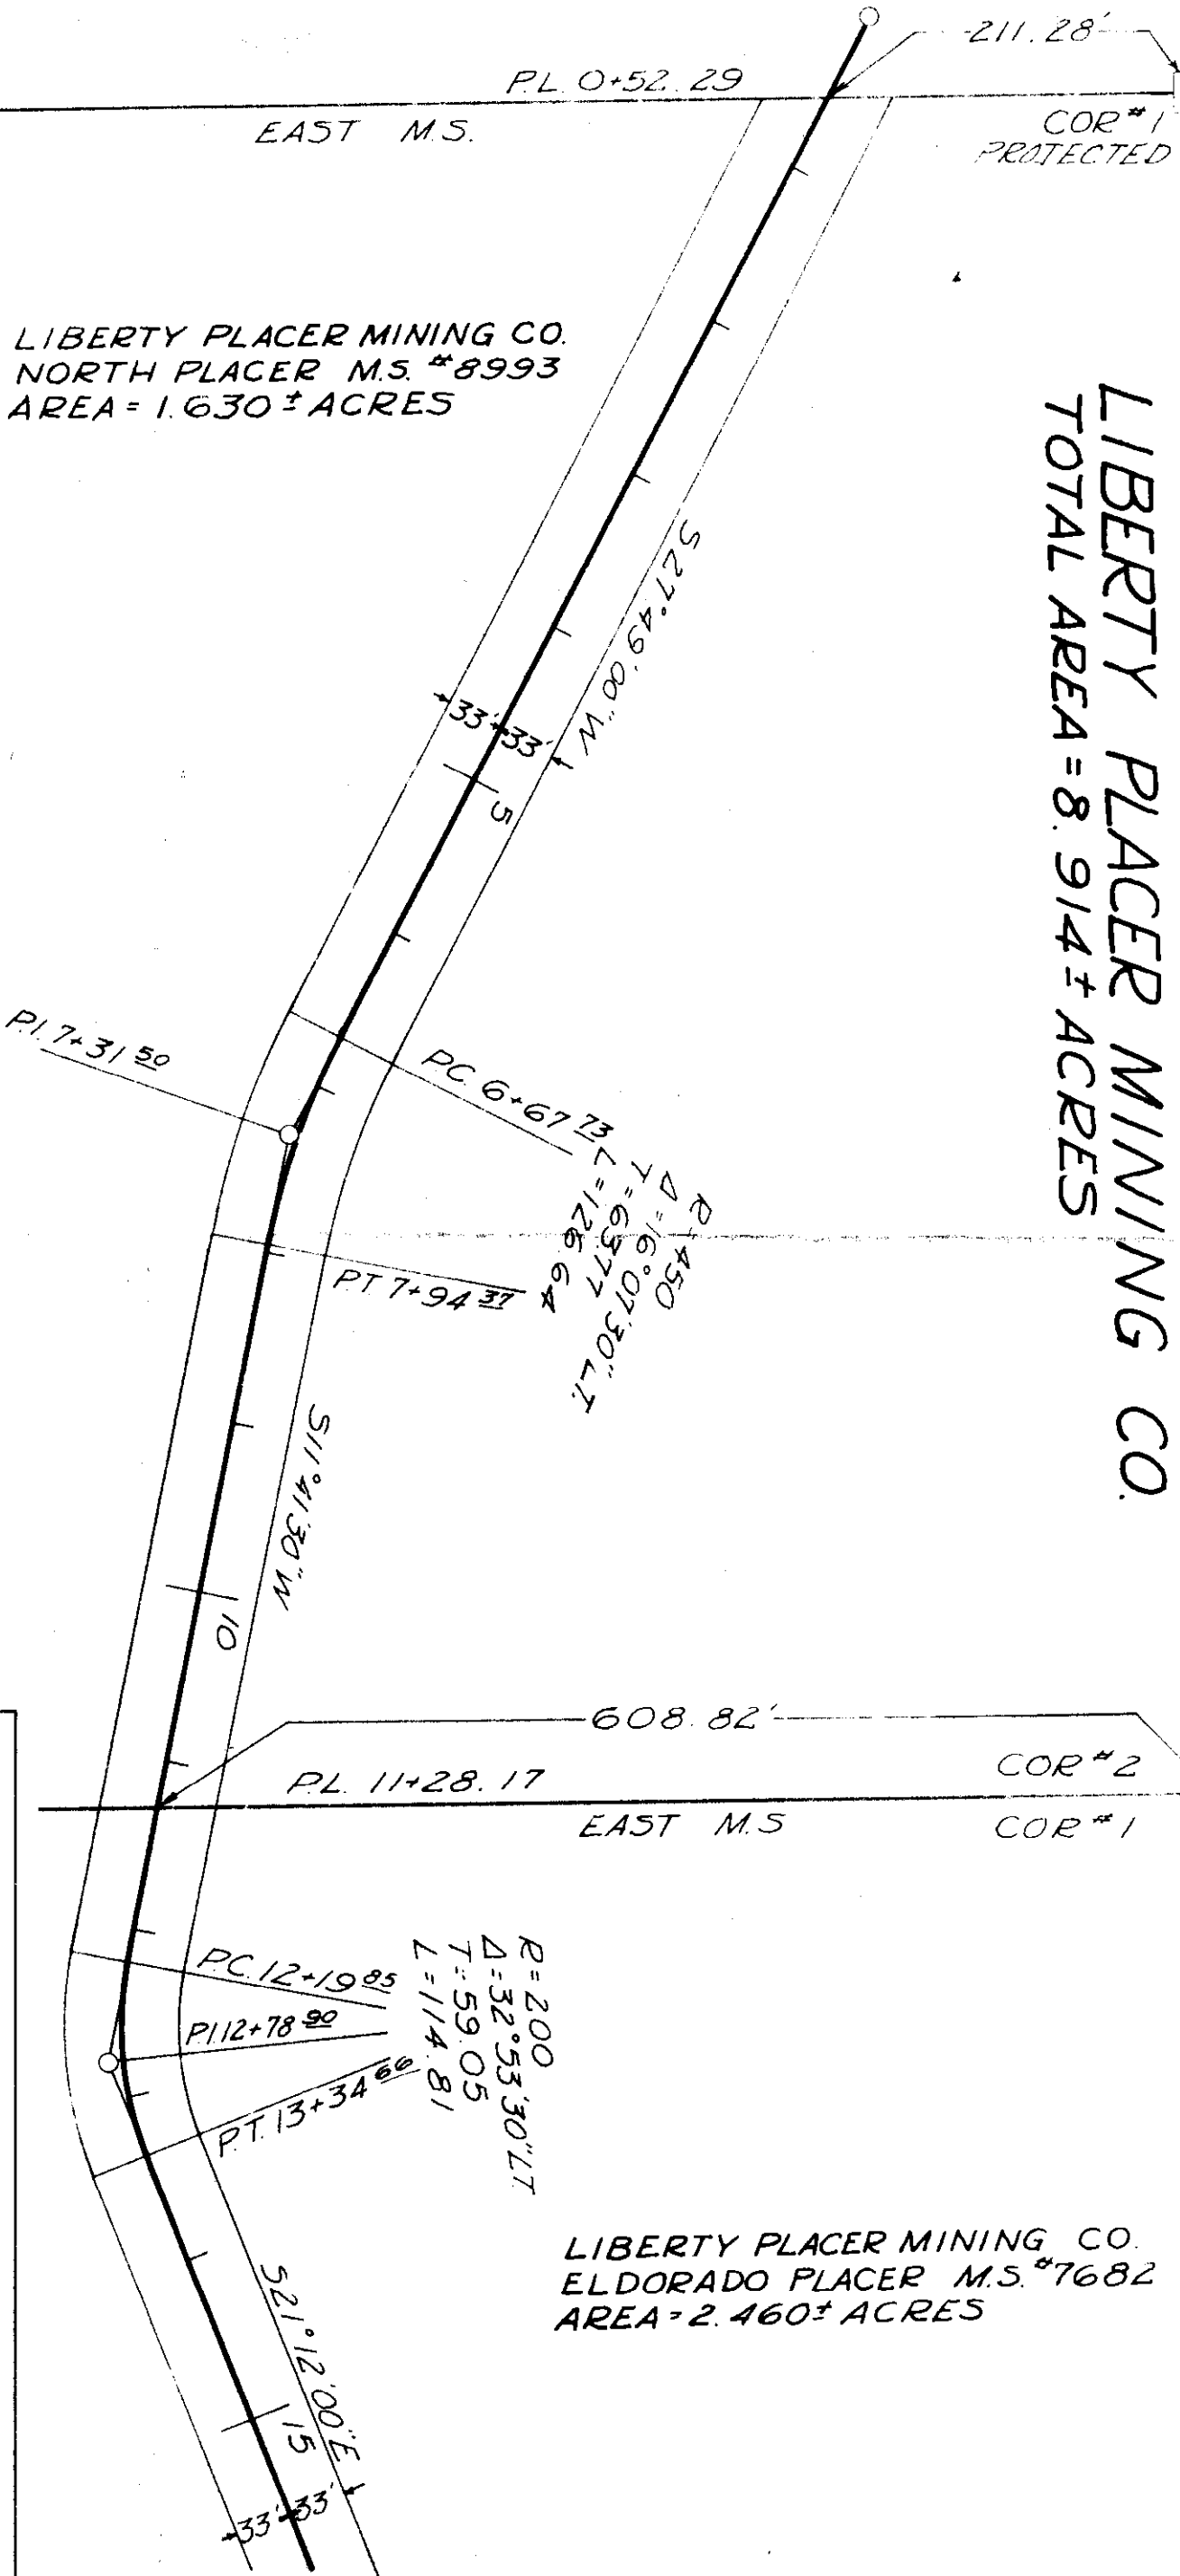 211.28'
P.L. 0+52.29
EAST M.S.
COR #1
PROTECTED
LIBERTY PLACER MINING CO.
NORTH PLACER M.S. #8993
AREA = 1.630 ± ACRES
LIBERTY PLACER MINING CO.
TOTAL AREA = 8.914 ± ACRES
S27°49'00"W
33' 33'
5
P.I. 7+31 50
P.C. 6+67 73
R=450
Δ=16°07'30"LT
T=63.77
L=126.64
P.T. 7+94 37
S11°41'30"W
10
608.82'
P.L. 11+28.17
COR #2
EAST M.S
COR #1
P.C. 12+19 85
P.I. 12+78 90
P.T. 13+34 66
R=200
Δ=32°53'30"LT
T=59.05
L=114.81
LIBERTY PLACER MINING CO.
ELDORADO PLACER M.S. #7682
AREA = 2.460 ± ACRES
S21°12'00"E
15
33' 33'